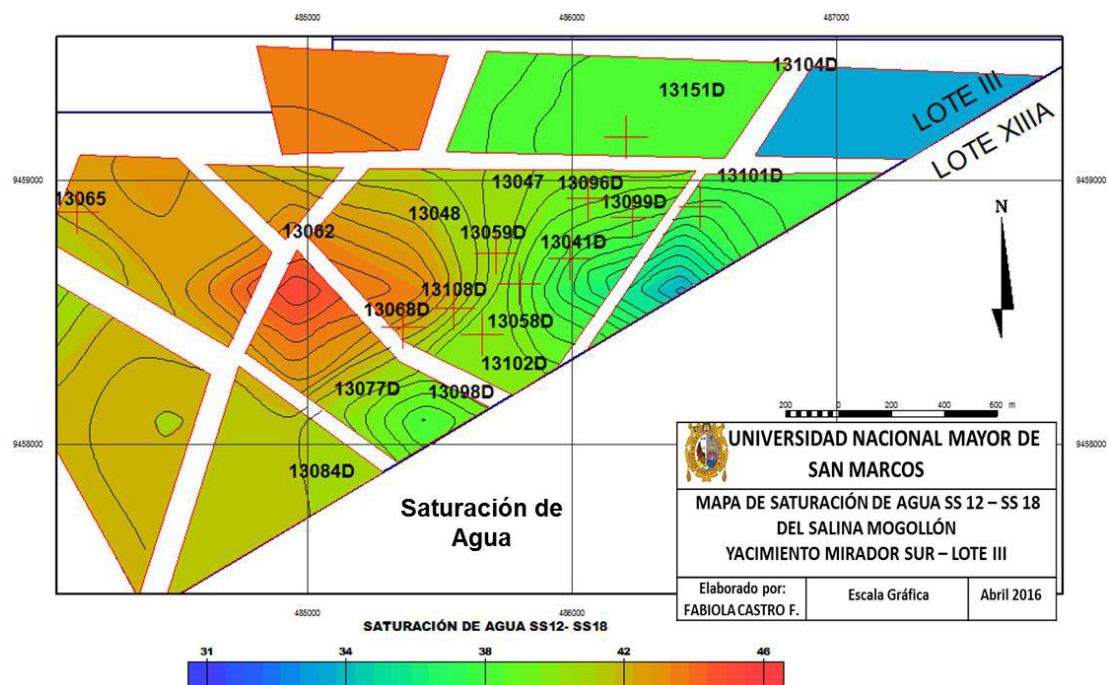 485000
486000
487000
9459000
9458000
9459000
9458000
485000
486000
13104D
13151D
LOTE III
LOTE XIIIA
13047
13096D
13101D
13065
13048
13099D
13062
13059D
13041D
N
13108D
13068D
13058D
13102D
13077D
13098D
13084D
200 0 200 400 600 m
Saturación de
Agua
UNIVERSIDAD NACIONAL MAYOR DE
SAN MARCOS
MAPA DE SATURACIÓN DE AGUA SS 12 – SS 18
DEL SALINA MOGOLLÓN
YACIMIENTO MIRADOR SUR – LOTE III
Elaborado por:
FABIOLA CASTRO F.
Escala Gráfica
Abril 2016
SATURACIÓN DE AGUA SS12- SS18
31 34 38 42 46